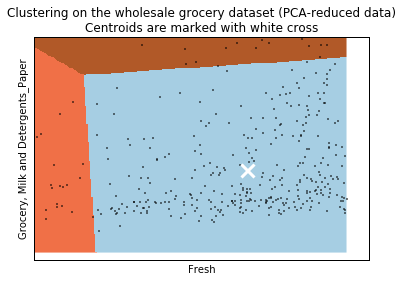 Clustering on the wholesale grocery dataset (PCA-reduced data)
Centroids are marked with white cross
Grocery, Milk and Detergents_Paper
Fresh